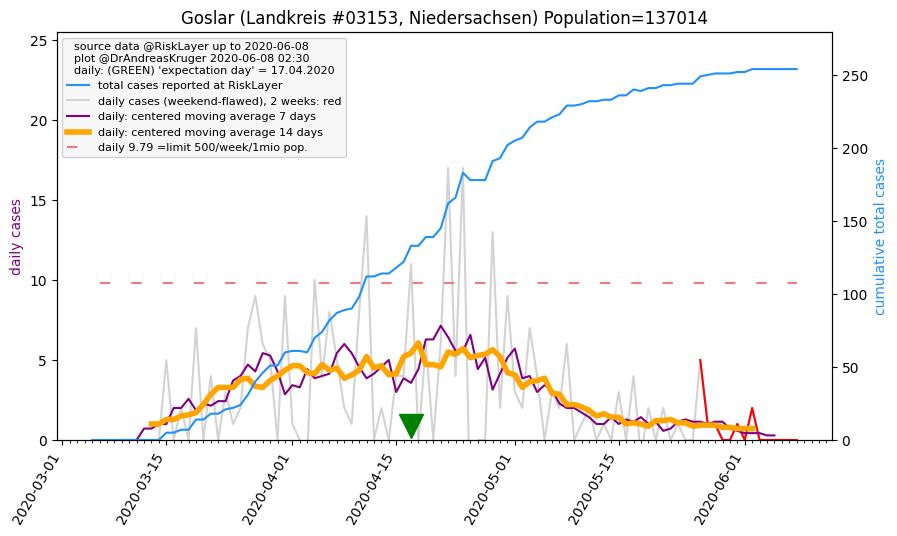 Goslar (Landkreis #03153, Niedersachsen) Population=137014
source data @RiskLayer up to 2020-06-08
plot @DrAndreasKruger 2020-06-08 02:30
daily: (GREEN) 'expectation day' = 17.04.2020
total cases reported at RiskLayer
daily cases (weekend-flawed), 2 weeks: red
daily: centered moving average 7 days
daily: centered moving average 14 days
daily 9.79 =limit 500/week/1mio pop.
daily cases
25
20
15
10
5
0
cumulative total cases
250
200
150
100
50
0
2020-03-01
2020-03-15
2020-04-01
2020-04-15
2020-05-01
2020-05-15
2020-06-01